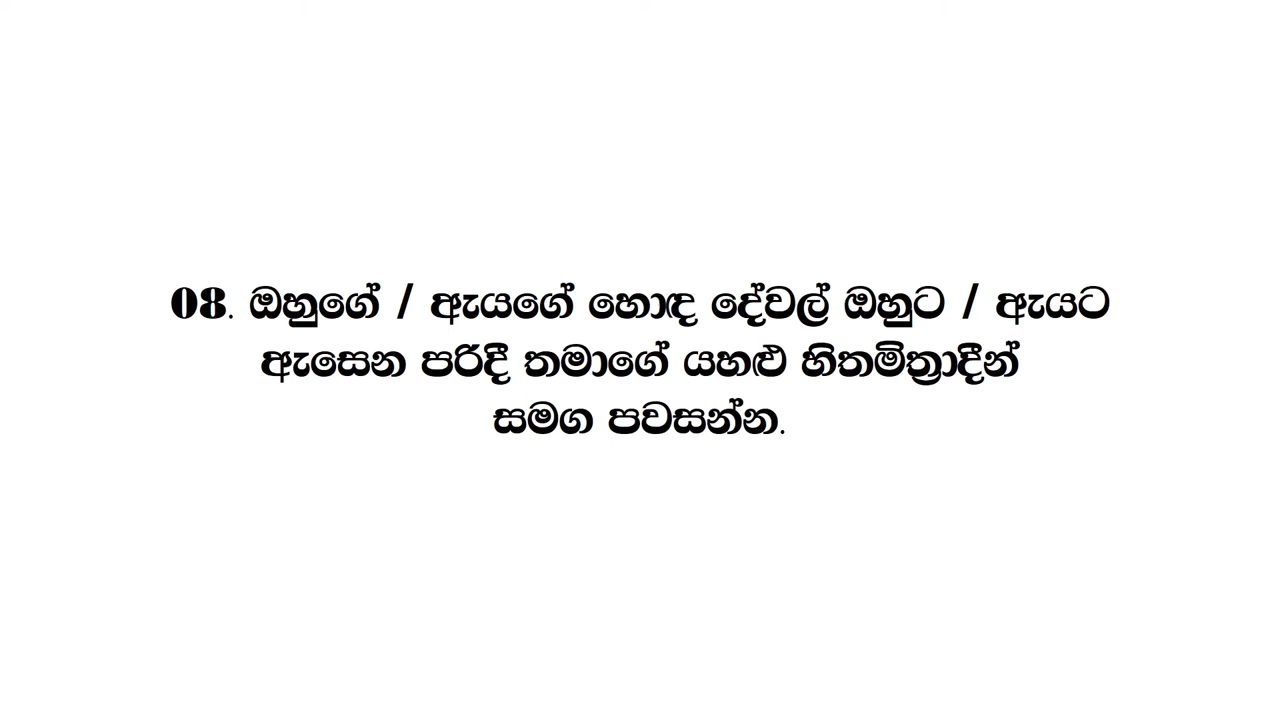 08. ඔහුගේ / ඇයගේ හොඳ දේවල් ඔහුට / ඇයට
ඇසෙන පරිදී තමාගේ යහළු හිතමිත්‍රාදීන්
සමග පවසන්න.